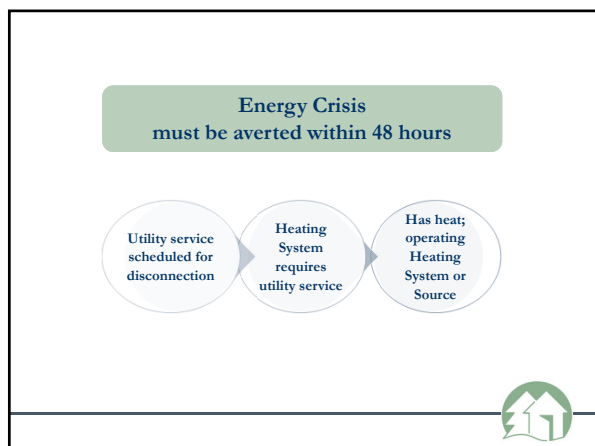 Energy Crisis
must be averted within 48 hours
Utility service
scheduled for
disconnection
Heating
System
requires
utility service
Has heat;
operating
Heating
System or
Source